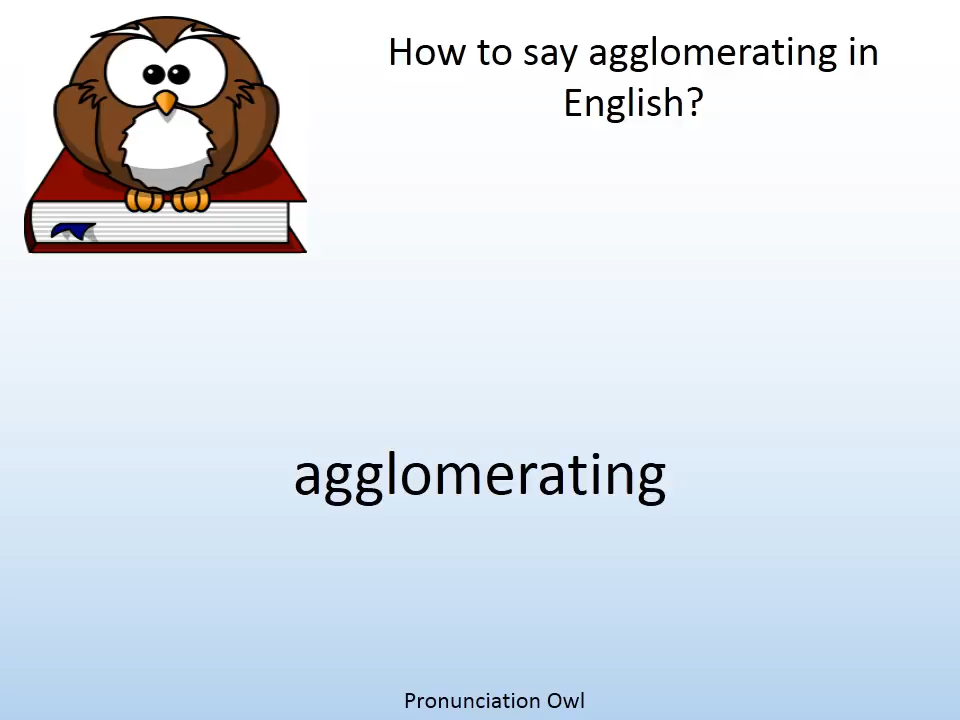 How to say agglomerating in
English?
agglomerating
Pronunciation Owl